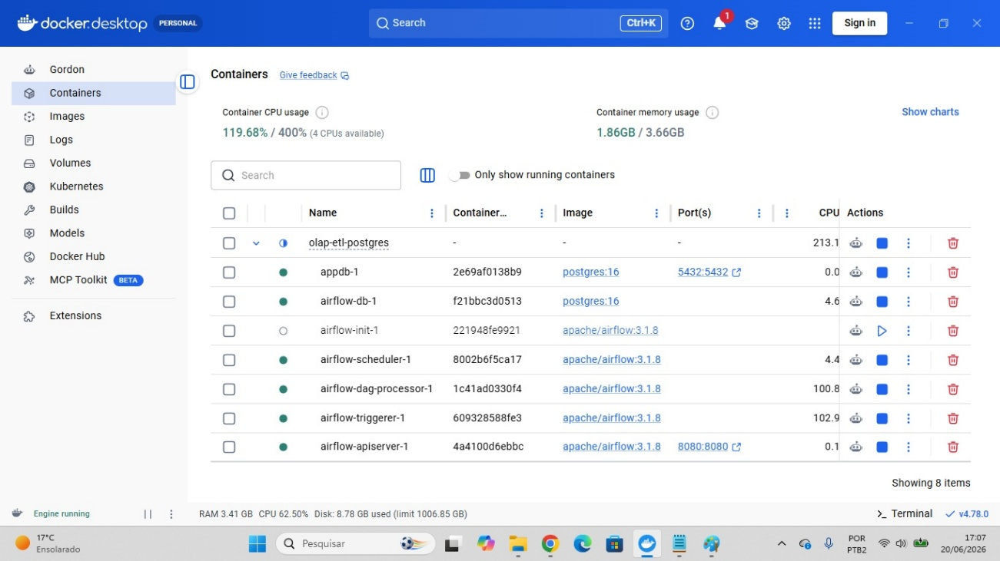 docker.desktop PERSONAL Search Ctrl+K 1 Sign in
Gordon
Containers
Images
Logs
Volumes
Kubernetes
Builds
Models
Docker Hub
MCP Toolkit BETA
Extensions
Containers Give feedback
Container CPU usage
119.68% / 400% (4 CPUs available)
Container memory usage
1.86GB / 3.66GB
Show charts
Search
Only show running containers
Name Container... Image Port(s) CPU Actions
olap-etl-postgres - - - 213.1
appdb-1 2e69af0138b9 postgres:16 5432:5432 0.0
airflow-db-1 f21bbc3d0513 postgres:16 4.6
airflow-init-1 221948fe9921 apache/airflow:3.1.8
airflow-scheduler-1 8002b6f5ca17 apache/airflow:3.1.8 4.4
airflow-dag-processor-1 1c41ad0330f4 apache/airflow:3.1.8 100.8
airflow-triggerer-1 609328588fe3 apache/airflow:3.1.8 102.9
airflow-apiserver-1 4a4100d6ebbc apache/airflow:3.1.8 8080:8080 0.1
Showing 8 items
Engine running RAM 3.41 GB CPU 62.50% Disk: 8.78 GB used (limit 1006.85 GB) >_ Terminal v4.78.0
17°C
Ensolarado
Pesquisar
POR
PTB2
17:07
20/06/2026